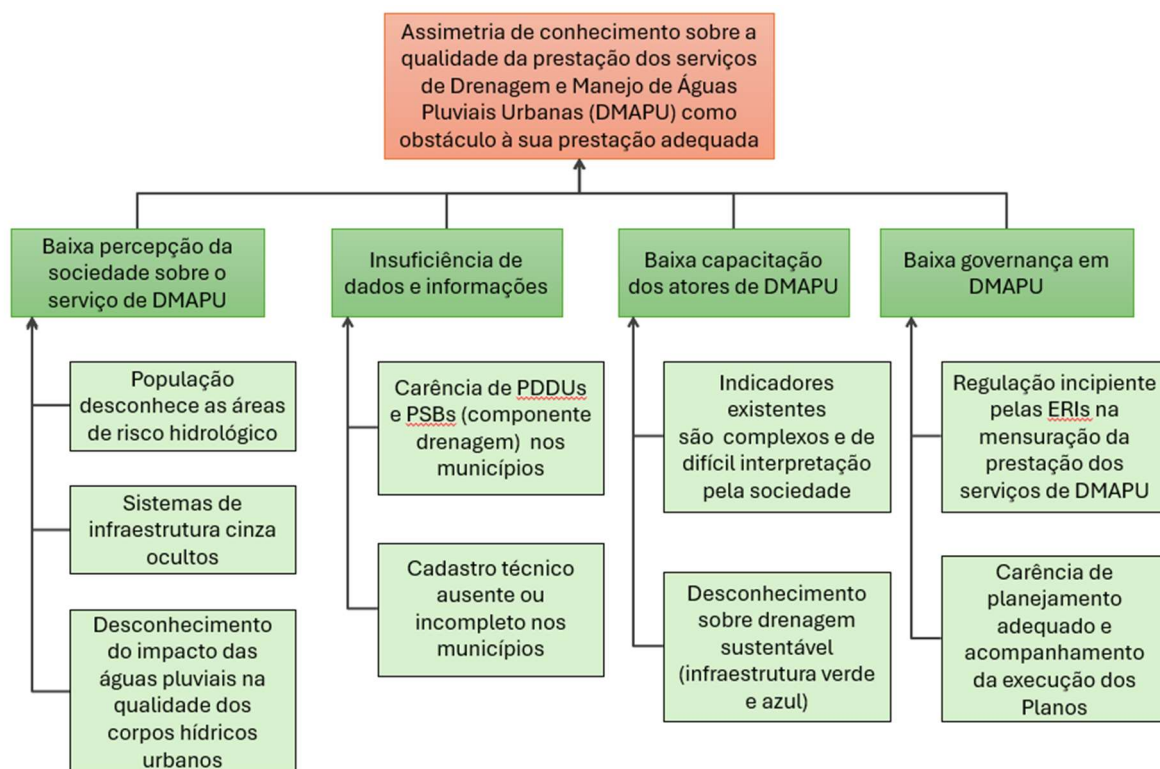 Assimetria de conhecimento sobre a
qualidade da prestação dos serviços
de Drenagem e Manejo de Águas
Pluviais Urbanas (DMAPU) como
obstáculo à sua prestação adequada
Baixa percepção da
sociedade sobre o
serviço de DMAPU
Insuficiência de
dados e informações
Baixa capacitação
dos atores de DMAPU
Baixa governança em
DMAPU
População
desconhece as áreas
de risco hidrológico
Sistemas de
infraestrutura cinza
ocultos
Desconhecimento
do impacto das
águas pluviais na
qualidade dos
corpos hídricos
urbanos
Carência de PDDUs
e PSBs (componente
drenagem) nos
municípios
Cadastro técnico
ausente ou
incompleto nos
municípios
Indicadores
existentes
são complexos e de
difícil interpretação
pela sociedade
Desconhecimento
sobre drenagem
sustentável
(infraestrutura verde
e azul)
Regulação incipiente
pelas ERIs na
mensuração da
prestação dos
serviços de DMAPU
Carência de
planejamento
adequado e
acompanhamento
da execução dos
Planos